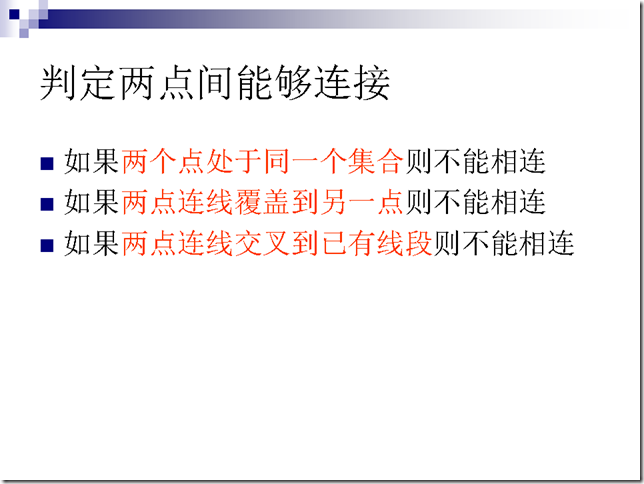 判定两点间能够连接
如果两个点处于同一个集合则不能相连
如果两点连线覆盖到另一点则不能相连
如果两点连线交叉到已有线段则不能相连